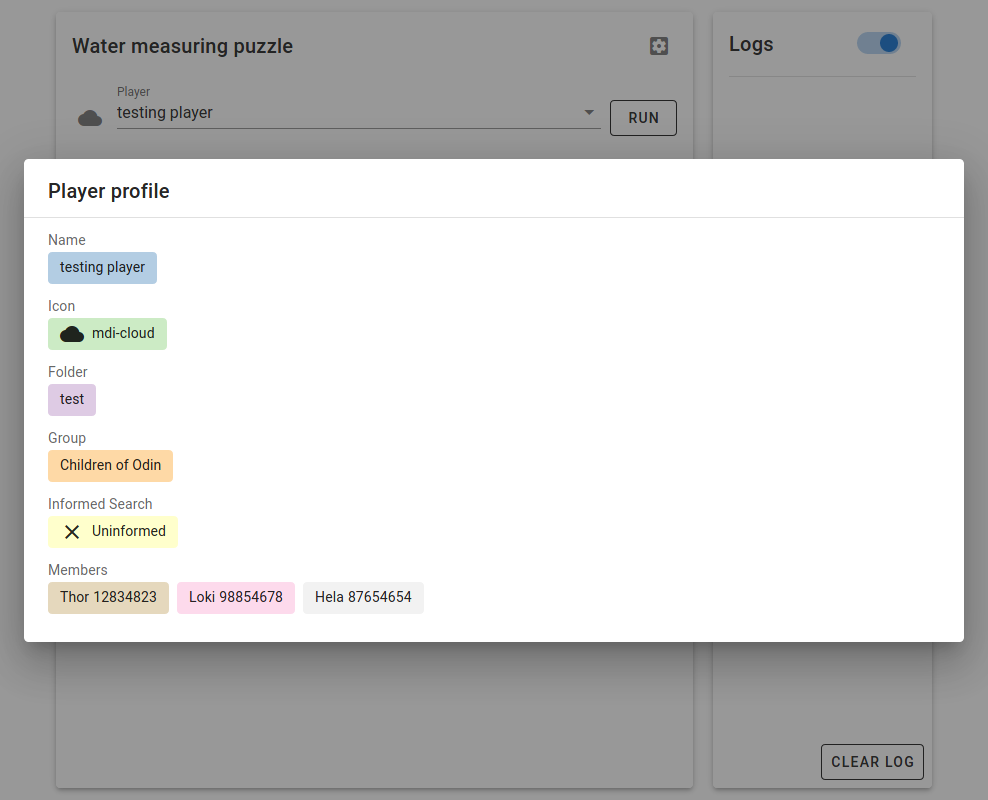 Water measuring puzzle
Logs
Player
testing player
RUN
Player profile
Name
testing player
Icon
mdi-cloud
Folder
test
Group
Children of Odin
Informed Search
Uninformed
Members
Thor 12834823 Loki 98854678 Hela 87654654
CLEAR LOG